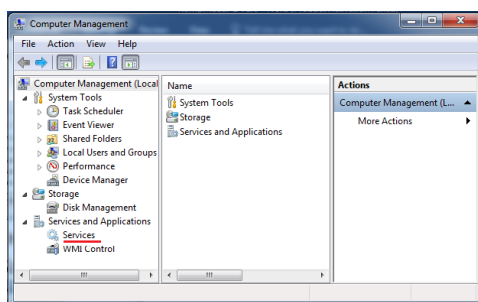 Computer Management
File Action View Help
Computer Management (Local
System Tools
Task Scheduler
Event Viewer
Shared Folders
Local Users and Groups
Performance
Device Manager
Storage
Disk Management
Services and Applications
Services
WMI Control
Name
System Tools
Storage
Services and Applications
Actions
Computer Management (L...
More Actions